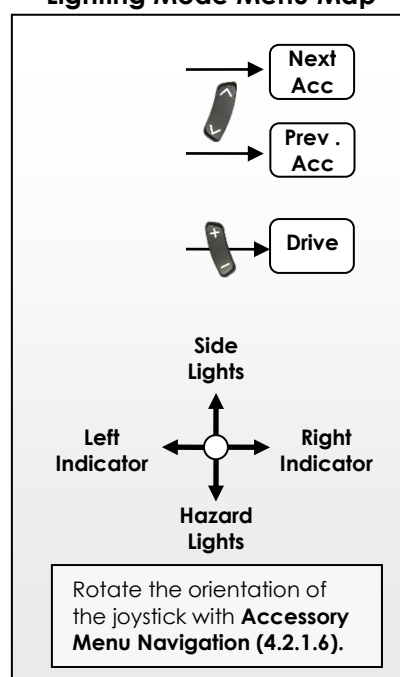 Lighting Mode Menu Map
Next
Acc
Prev .
Acc
+
Drive
−
Side
Lights
Left
Indicator
Right
Indicator
Hazard
Lights
Rotate the orientation of
the joystick with Accessory
Menu Navigation (4.2.1.6).